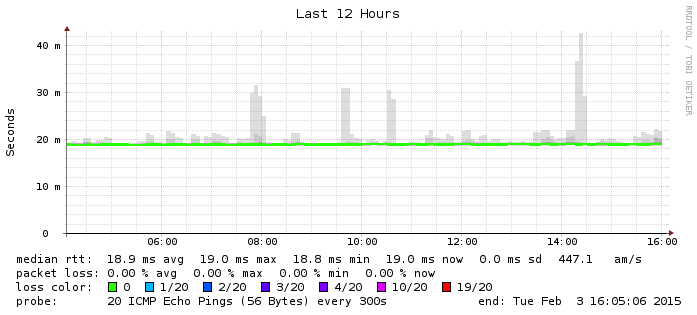 Last 12 Hours
RRDTOOL / TOBI OETIKER
Seconds
40 m
30 m
20 m
10 m
0
06:00 08:00 10:00 12:00 14:00 16:00
median rtt: 18.9 ms avg 19.0 ms max 18.8 ms min 19.0 ms now 0.0 ms sd 447.1 am/s
packet loss: 0.00 % avg 0.00 % max 0.00 % min 0.00 % now
loss color: 0 1/20 2/20 3/20 4/20 10/20 19/20
probe: 20 ICMP Echo Pings (56 Bytes) every 300s end: Tue Feb 3 16:05:06 2015